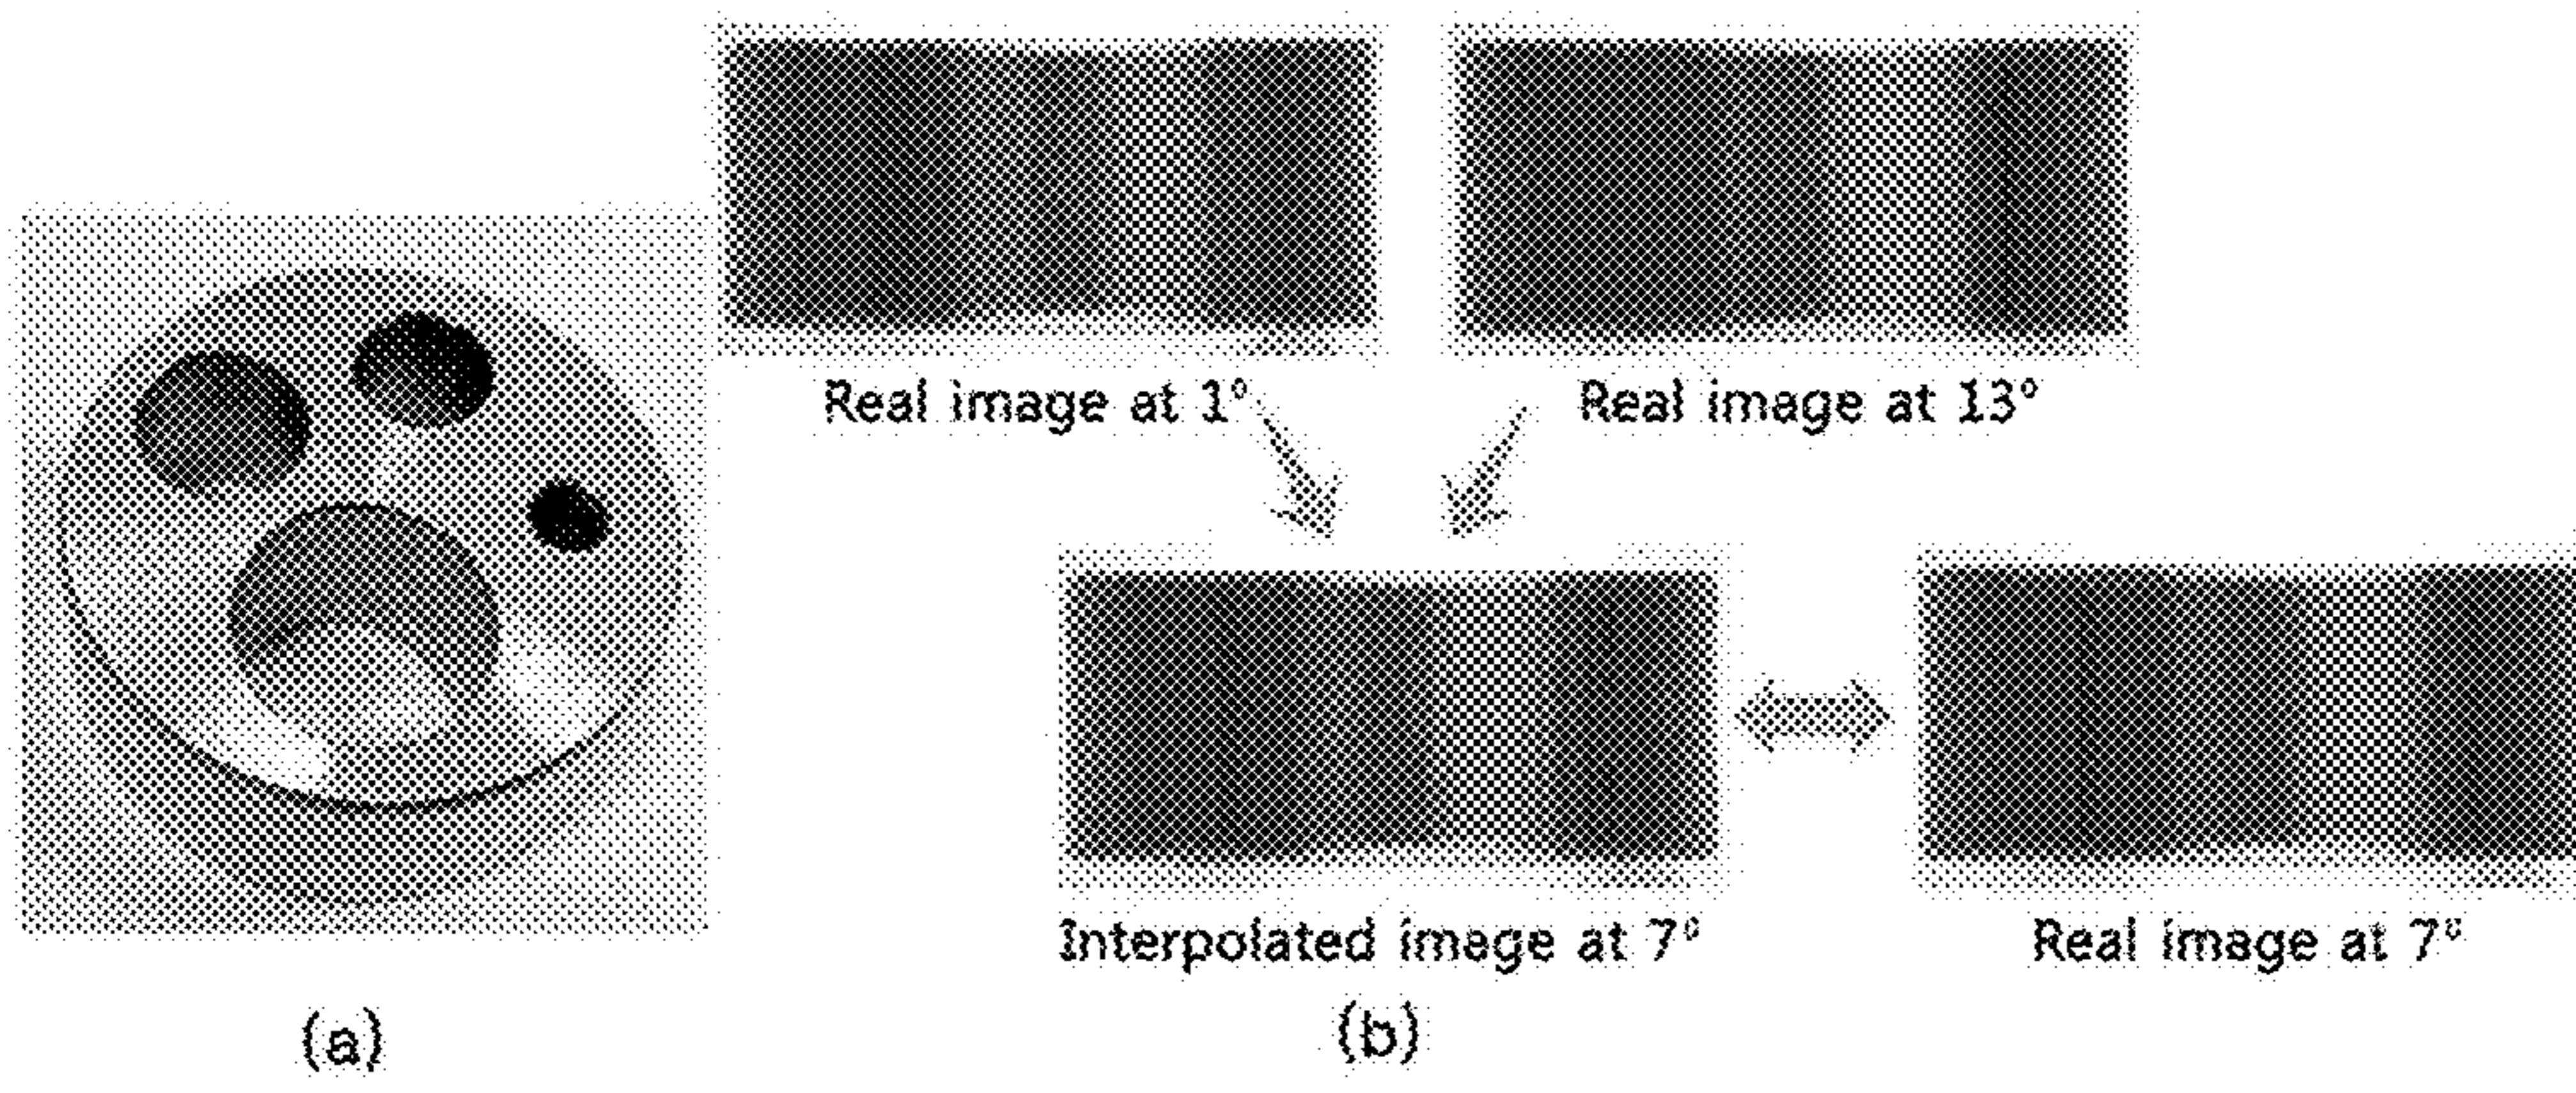 Real image at 1°
Real image at 13°
Interpolated image at 7°
Real image at 7°
(a)
(b)